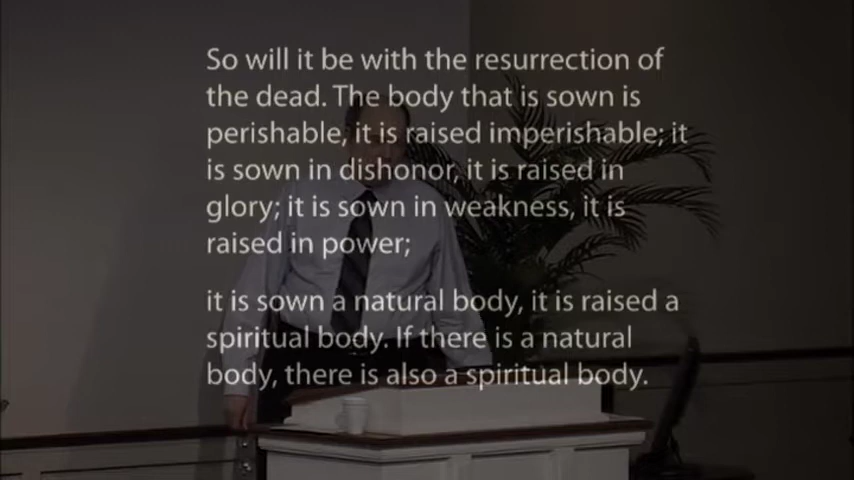 So will it be with the resurrection of
the dead. The body that is sown is
perishable, it is raised imperishable; it
is sown in dishonor, it is raised in
glory; it is sown in weakness, it is
raised in power;
it is sown a natural body, it is raised a
spiritual body. If there is a natural
body, there is also a spiritual body.